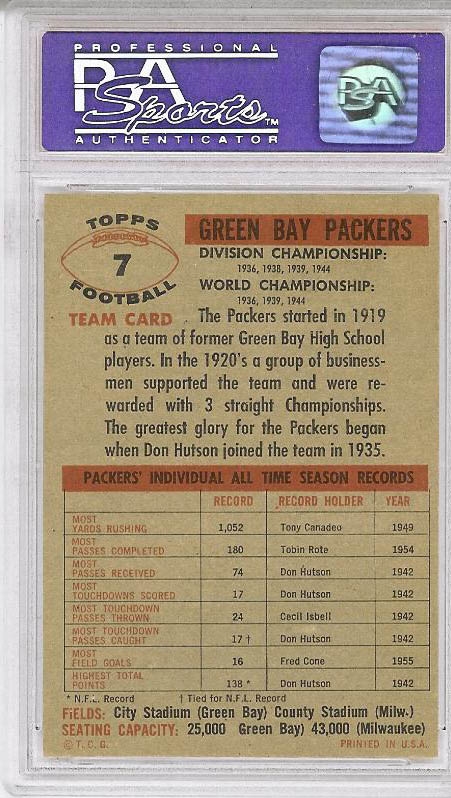 PROFESSIONAL
PSA
Sports™
AUTHENTICATOR
PSA
TOPPS
7
FOOTBALL
GREEN BAY PACKERS
DIVISION CHAMPIONSHIP:
1936, 1938, 1939, 1944
WORLD CHAMPIONSHIP:
1936, 1939, 1944
TEAM CARD . The Packers started in 1919
as a team of former Green Bay High School
players. In the 1920's a group of business-
men supported the team and were re-
warded with 3 straight Championships.
The greatest glory for the Packers began
when Don Hutson joined the team in 1935.
PACKERS' INDIVIDUAL ALL TIME SEASON RECORDS
RECORD RECORD HOLDER YEAR
MOST
YARDS RUSHING 1,052 Tony Canadeo 1949
MOST
PASSES COMPLETED 180 Tobin Rote 1954
MOST
PASSES RECEIVED 74 Don Hutson 1942
MOST
TOUCHDOWNS SCORED 17 Don Hutson 1942
MOST TOUCHDOWN
PASSES THROWN 24 Cecil Isbell 1942
MOST TOUCHDOWN
PASSES CAUGHT 17 † Don Hutson 1942
MOST
FIELD GOALS 16 Fred Cone 1955
HIGHEST TOTAL
POINTS 138 * Don Hutson 1942
* N.F.L. Record † Tied for N.F.L. Record
FIELDS: City Stadium (Green Bay) County Stadium (Milw.)
SEATING CAPACITY: 25,000 Green Bay) 43,000 (Milwaukee)
© T. C. G. PRINTED IN U.S.A.